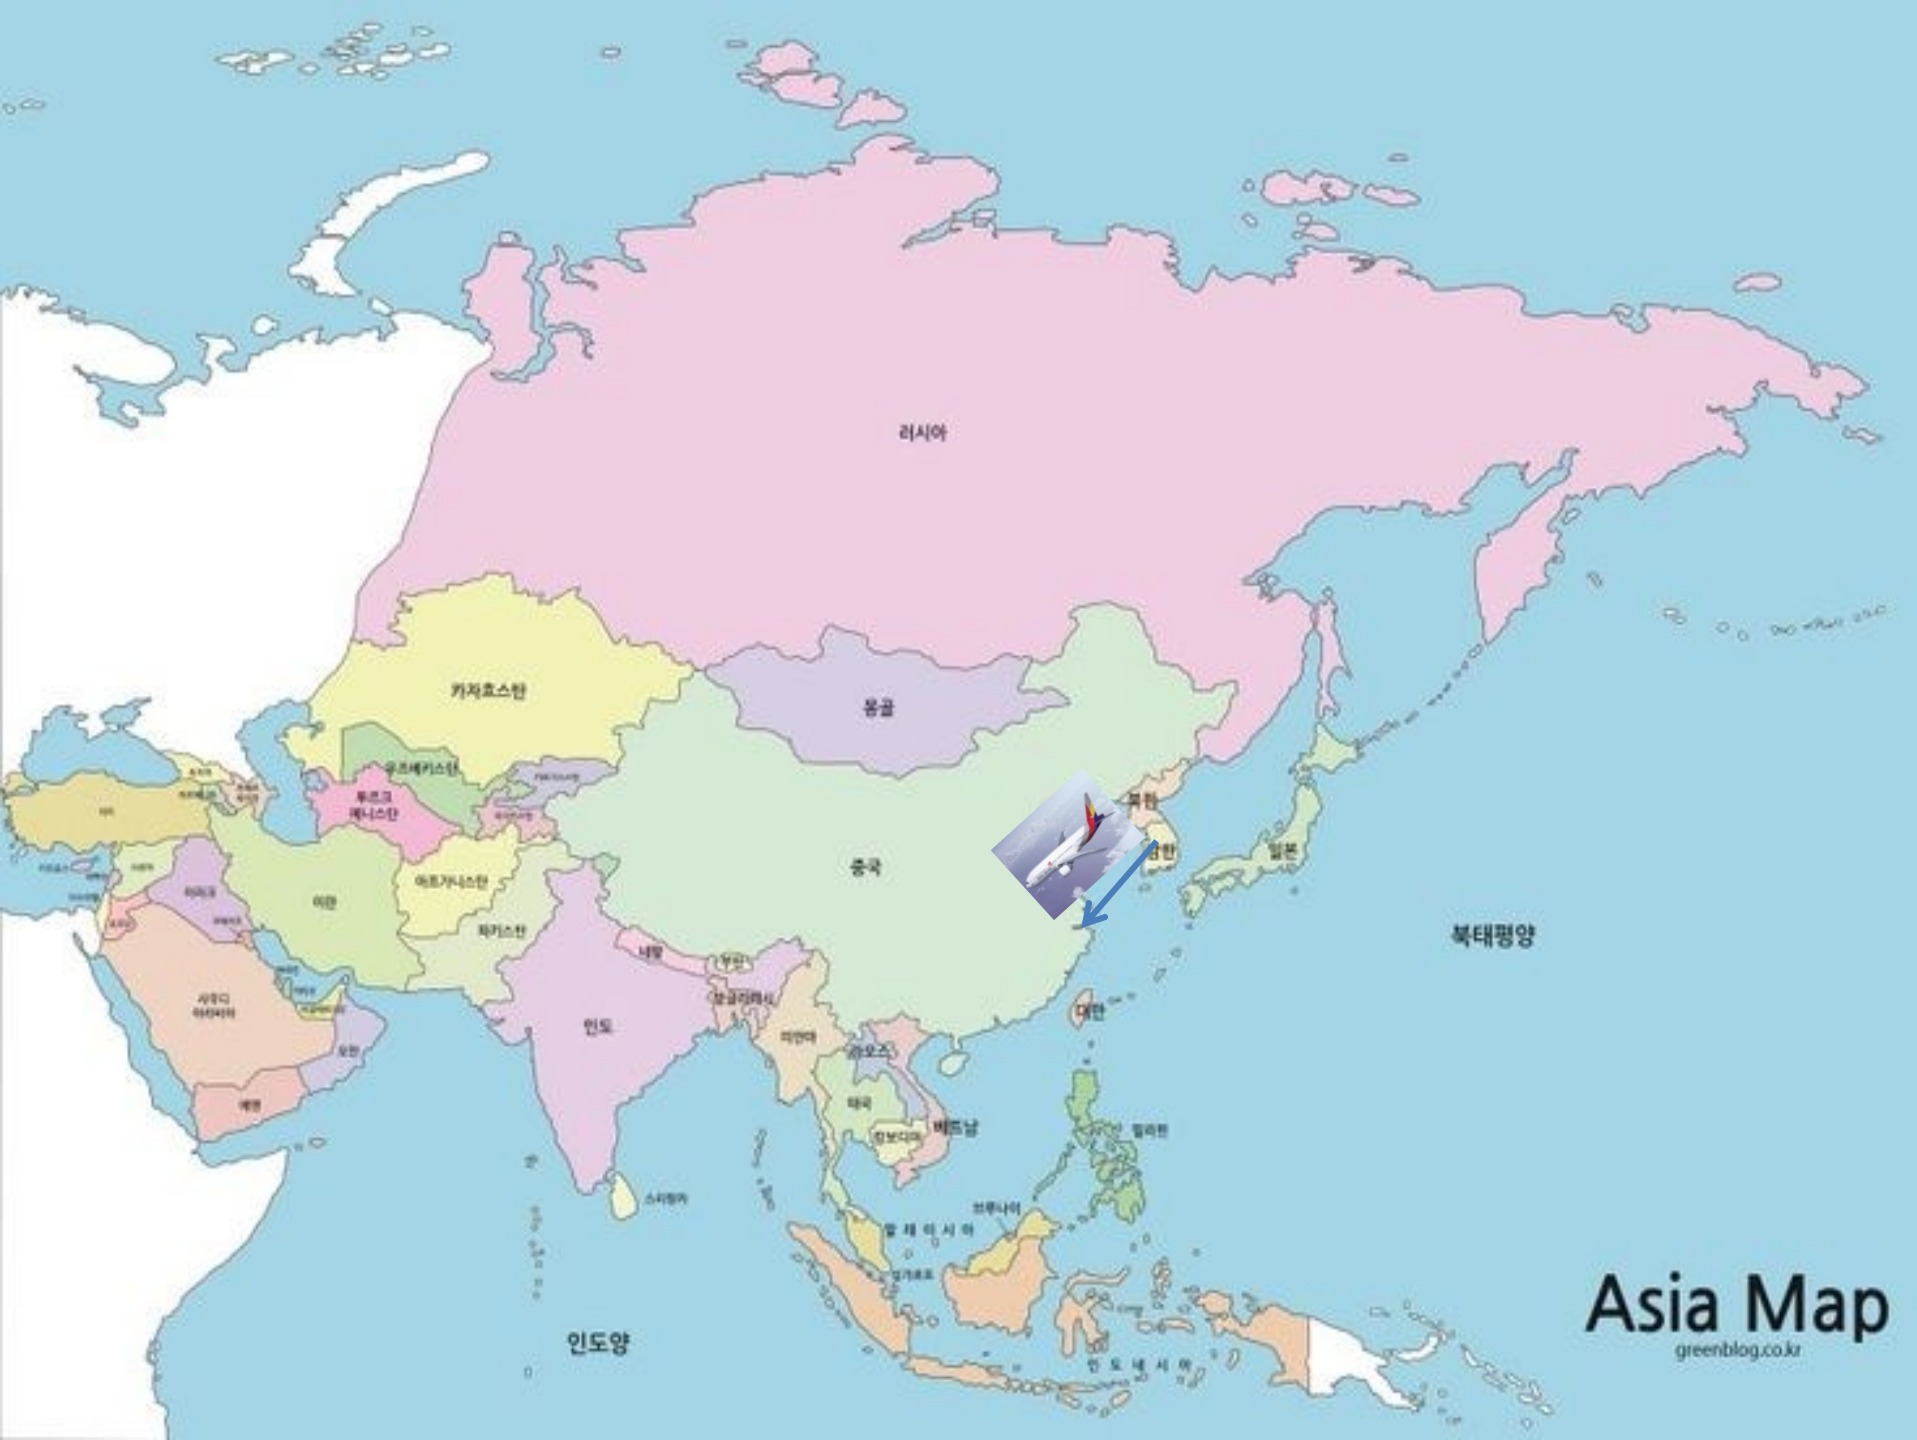 러시아
카자흐스탄
몽골
우즈베키스탄
투르크
메니스탄
북한
남한
일본
중국
아프가니스탄
이란
이라크
파키스탄
네팔
부탄
북태평양
사우디
아라비아
방글라데시
인도
미얀마
대만
라오스
오만
예멘
태국
베트남
캄보디아
필리핀
스리랑카
브루나이
말 레 이 시 아
싱가포르
인도양
인 도 네 시 아
Asia Map
greenblog.co.kr